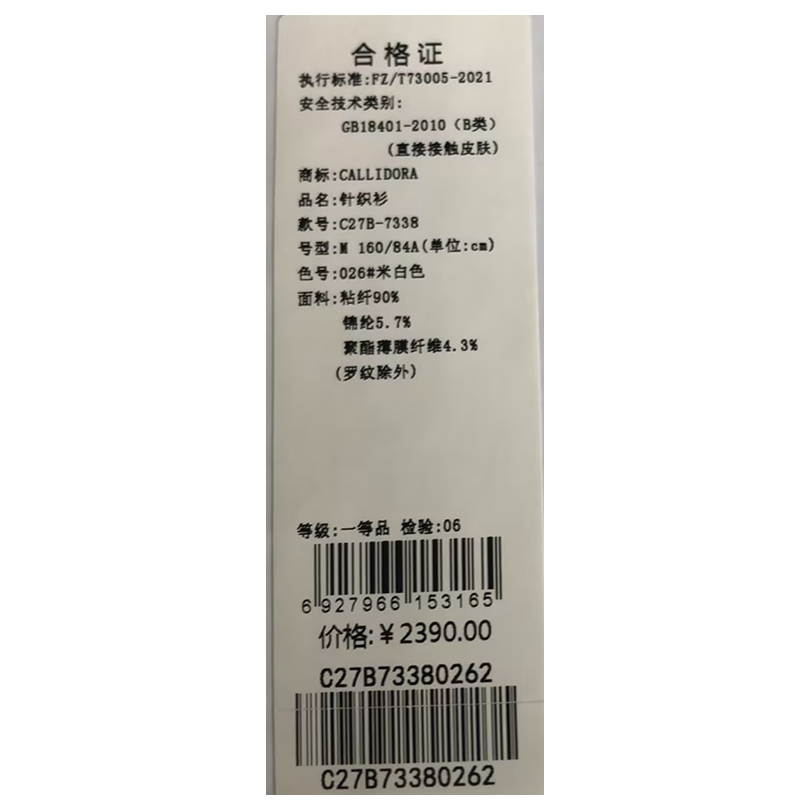 合格证
执行标准:FZ/T73005-2021
安全技术类别:
GB18401-2010（B类）
(直接接触皮肤)
商标:CALLIDORA
品名:针织衫
款号:C27B-7338
号型:M 160/84A(单位:cm)
色号:026#米白色
面料:粘纤90%
锦纶5.7%
聚酯薄膜纤维4.3%
(罗纹除外)
等级:一等品 检验:06
6 927966 153165
价格:￥2390.00
C27B73380262
C27B73380262